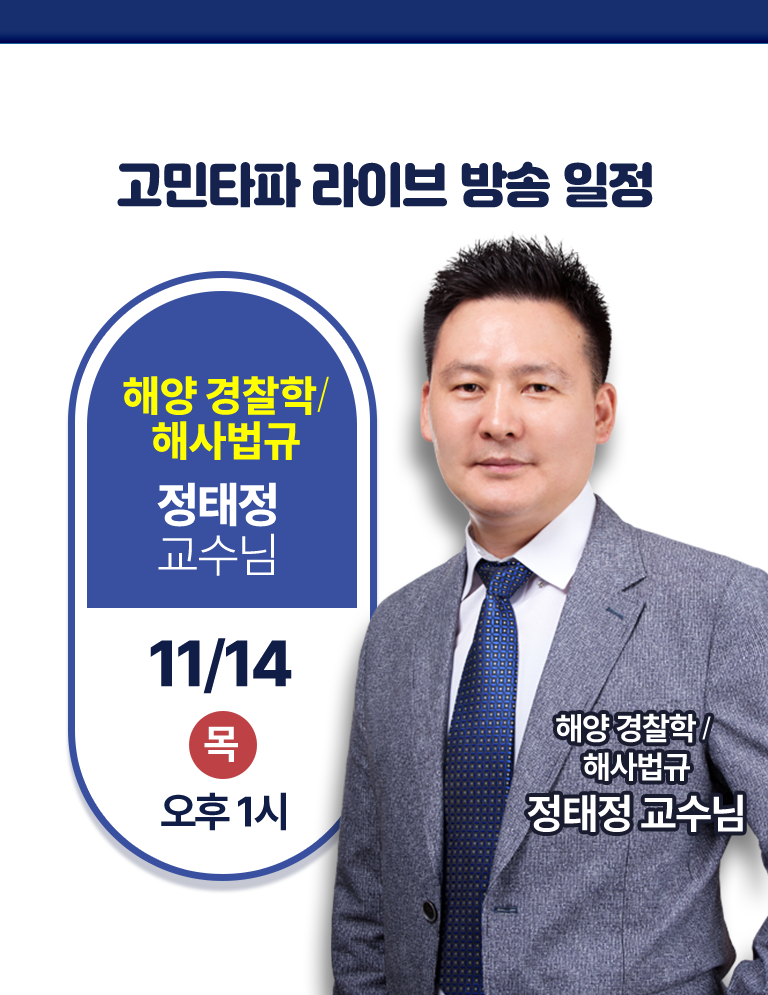 고민타파 라이브 방송 일정
해양 경찰학/
해사법규
정태정
교수님
11/14
목
오후 1시
해양 경찰학 /
해사법규
정태정 교수님